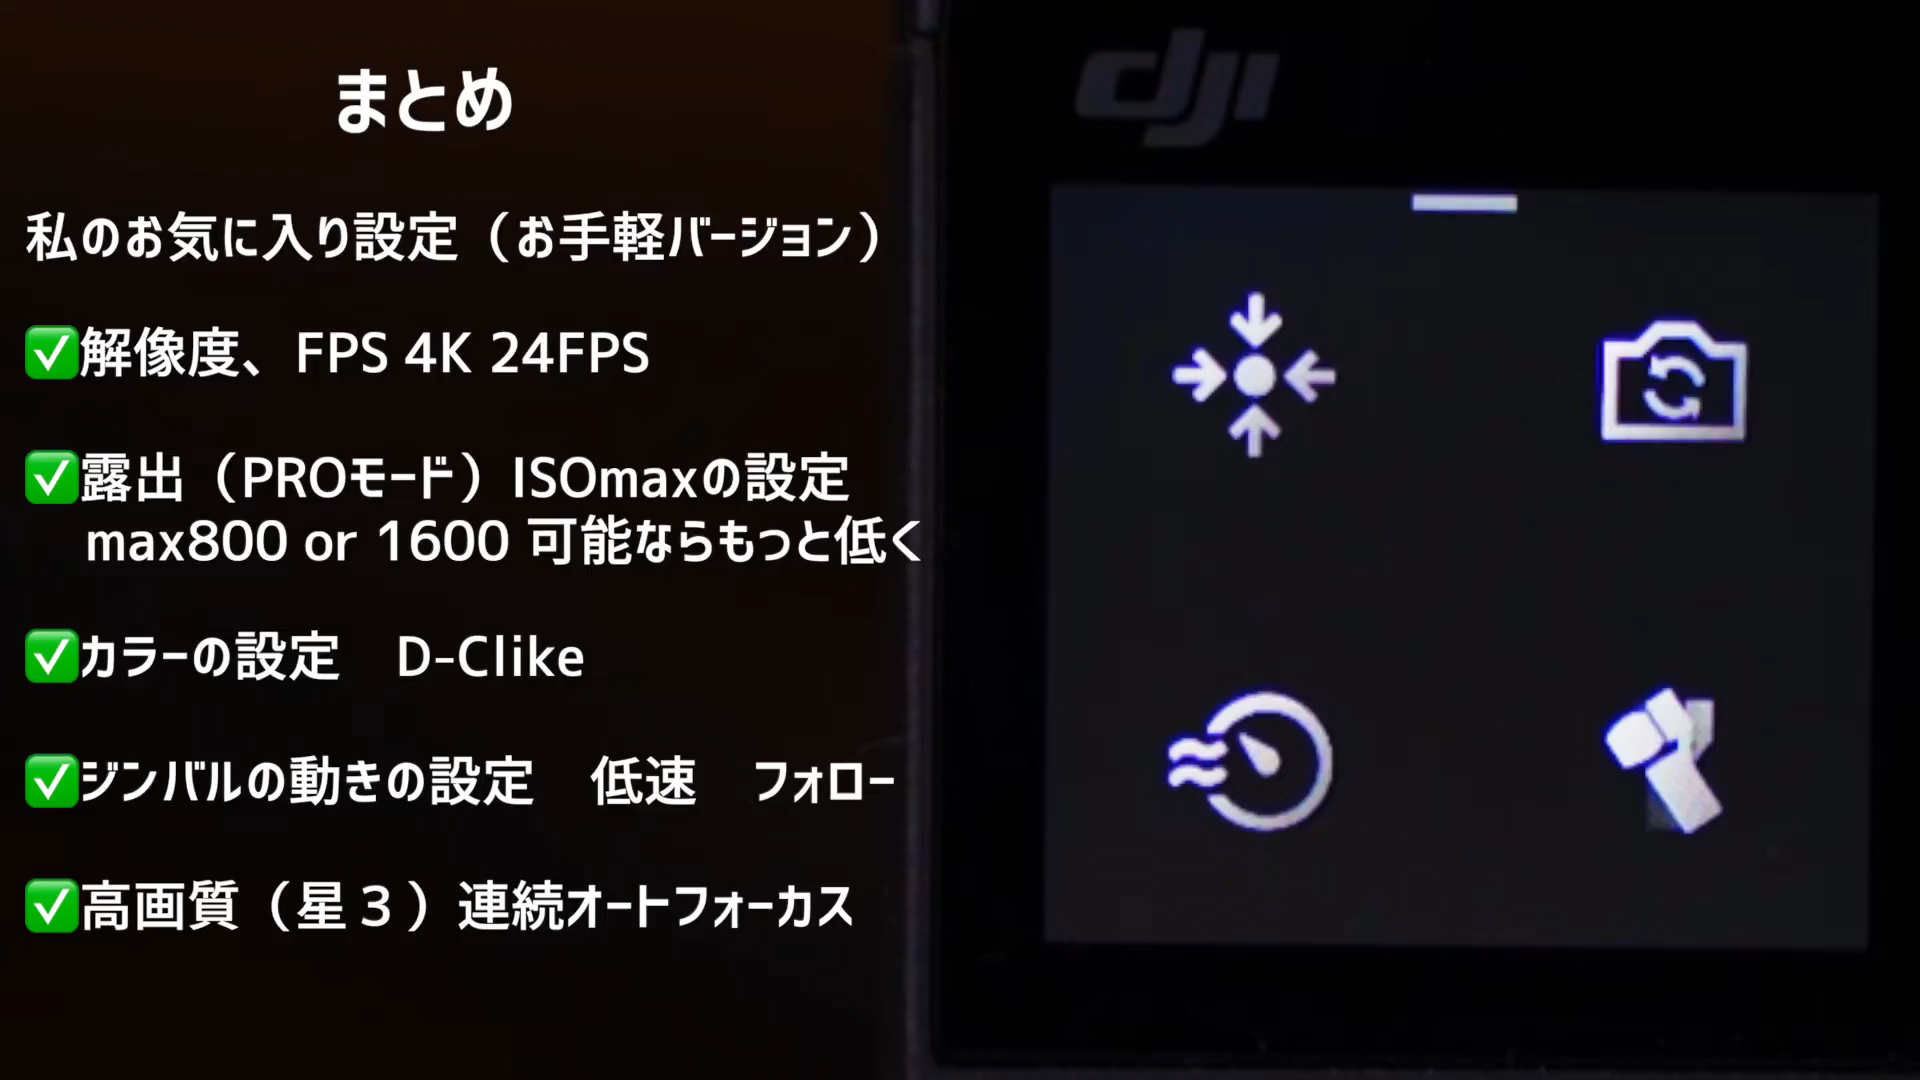 まとめ
私のお気に入り設定（お手軽バージョン）
✅解像度、FPS 4K 24FPS
✅露出（PROモード）ISOmaxの設定
max800 or 1600 可能ならもっと低く
✅カラーの設定　D-Clike
✅ジンバルの動きの設定　低速　フォロー
✅高画質（星３）連続オートフォーカス
dji